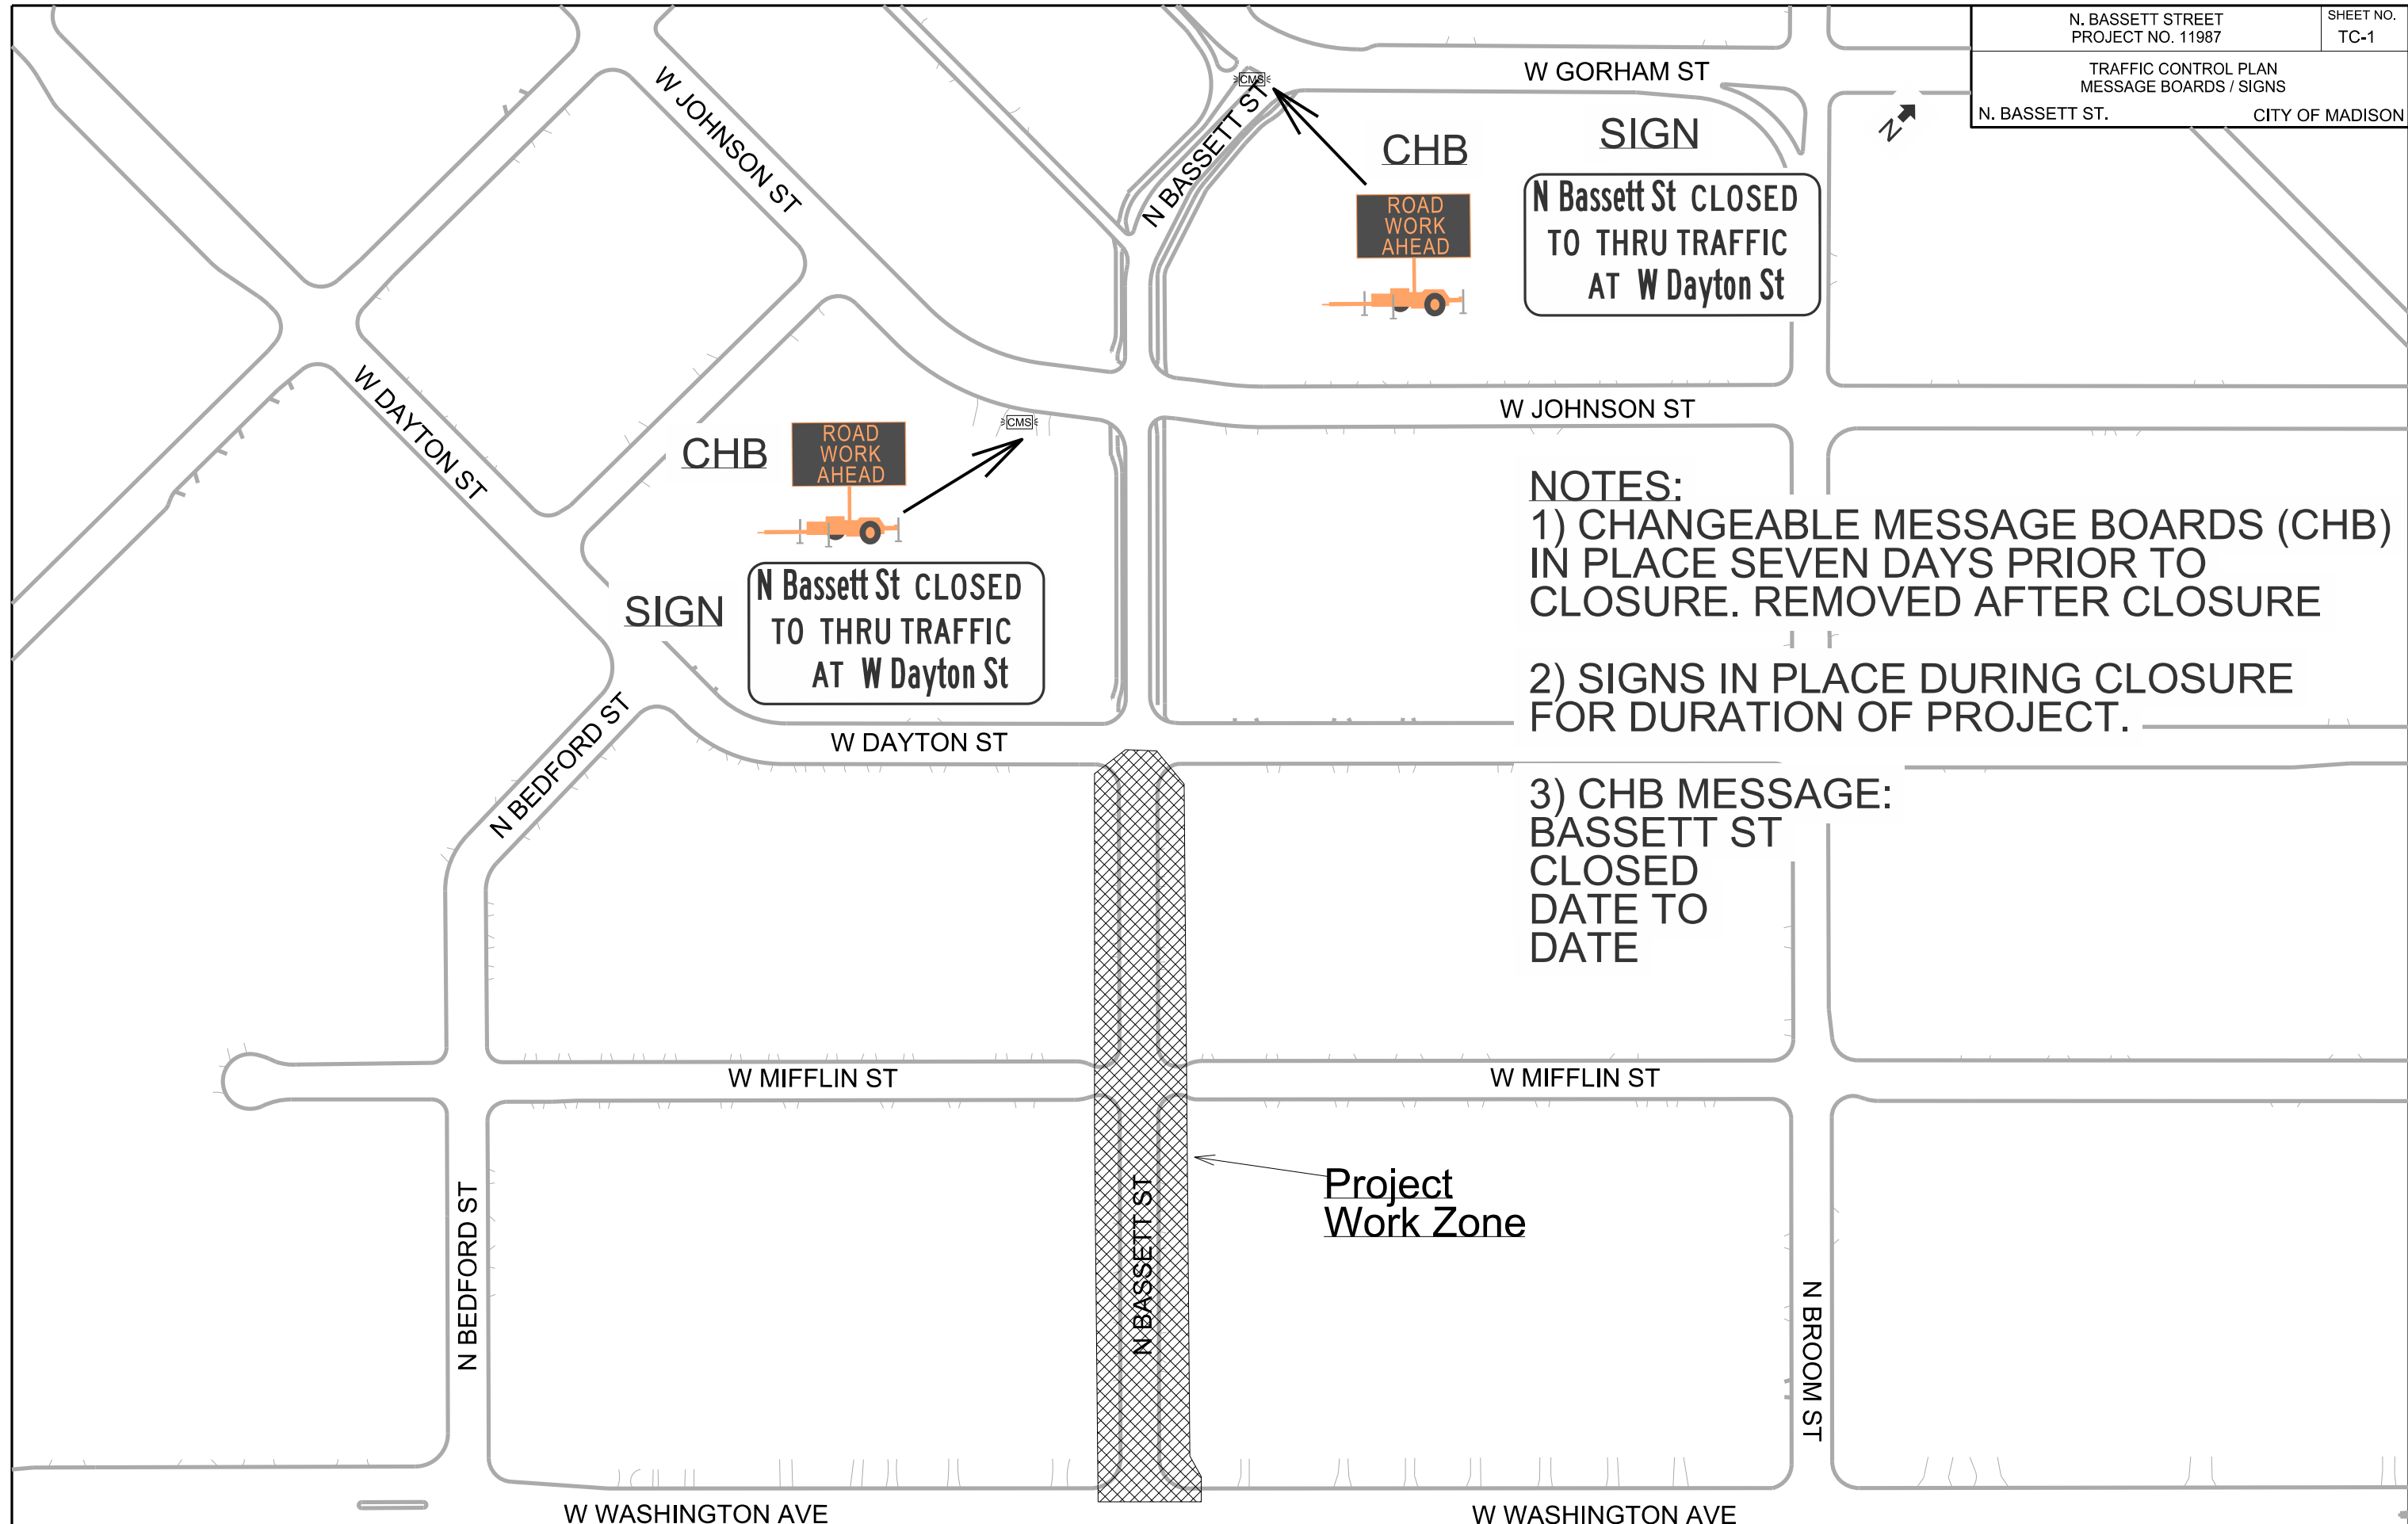 N. BASSETT STREET
PROJECT NO. 11987
SHEET NO.
TC-1
TRAFFIC CONTROL PLAN
MESSAGE BOARDS / SIGNS
N. BASSETT ST.
CITY OF MADISON
N
W GORHAM ST
CMS
N BASSETT ST
W JOHNSON ST
CHB
ROAD
WORK
AHEAD
SIGN
N Bassett St CLOSED
TO THRU TRAFFIC
AT W Dayton St
W DAYTON ST
W JOHNSON ST
CMS
CHB
ROAD
WORK
AHEAD
SIGN
N Bassett St CLOSED
TO THRU TRAFFIC
AT W Dayton St
NOTES:
1) CHANGEABLE MESSAGE BOARDS (CHB)
IN PLACE SEVEN DAYS PRIOR TO
CLOSURE. REMOVED AFTER CLOSURE
2) SIGNS IN PLACE DURING CLOSURE
FOR DURATION OF PROJECT.
3) CHB MESSAGE:
BASSETT ST
CLOSED
DATE TO
DATE
W DAYTON ST
N BEDFORD ST
W MIFFLIN ST
W MIFFLIN ST
Project
Work Zone
N BEDFORD ST
N BASSETT ST
N BROOM ST
W WASHINGTON AVE
W WASHINGTON AVE